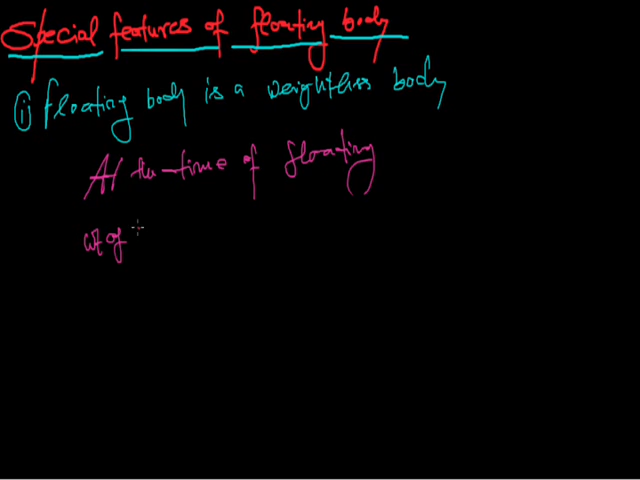 Special features of floating body
(i) floating body is a weightless body
At the time of floating
wt of